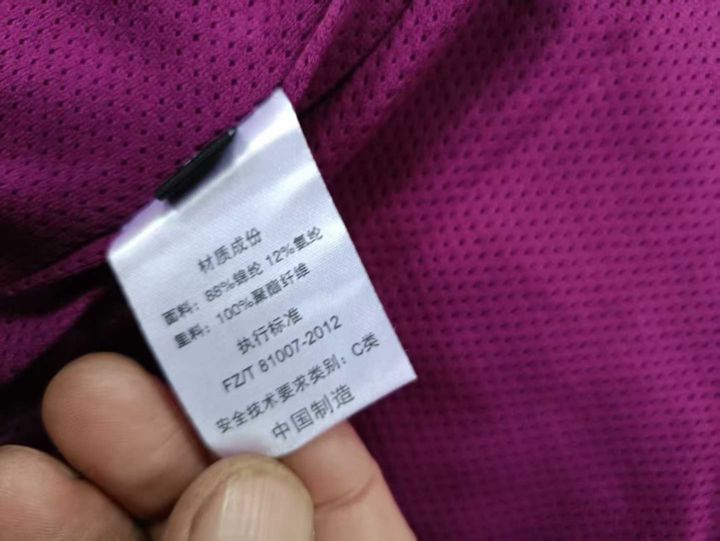 材质成份
面料：88%锦纶 12%氨纶
里料：100%聚酯纤维
执行标准
FZ/T 81007-2012
安全技术要求类别：C类
中国制造